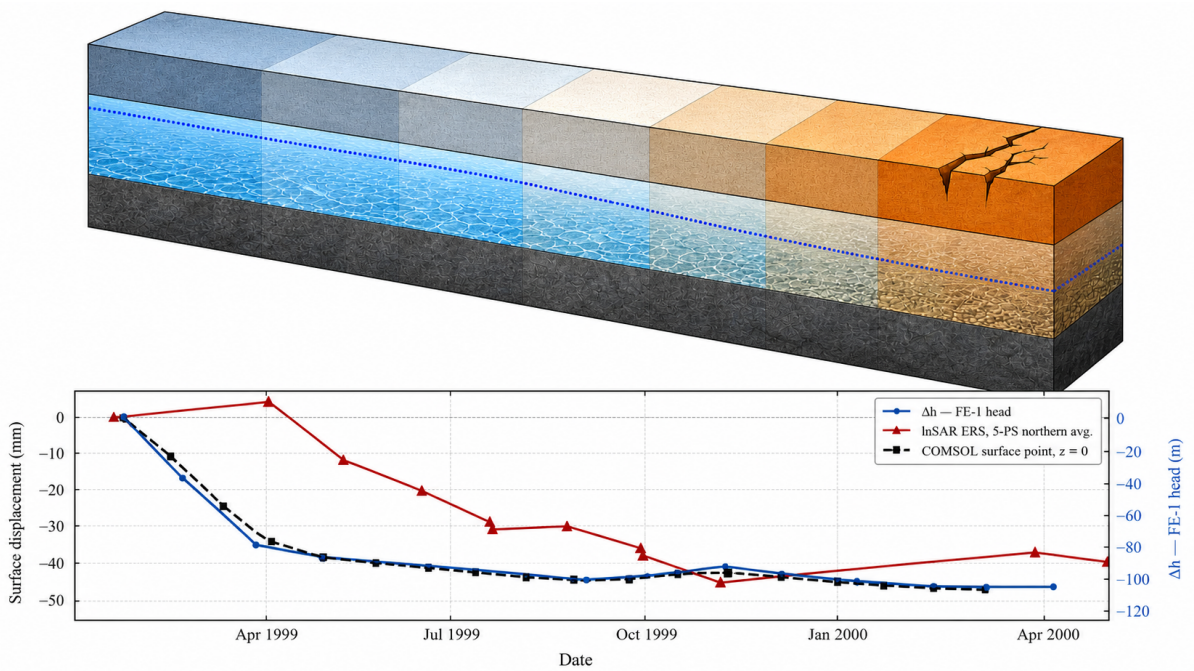 Surface displacement (mm)
0
−10
−20
−30
−40
−50
Δh — FE-1 head
lnSAR ERS, 5-PS northern avg.
COMSOL surface point, z = 0
0
−20
−40
−60
−80
−100
−120
Δh — FE-1 head (m)
Apr 1999
Jul 1999
Oct 1999
Jan 2000
Apr 2000
Date